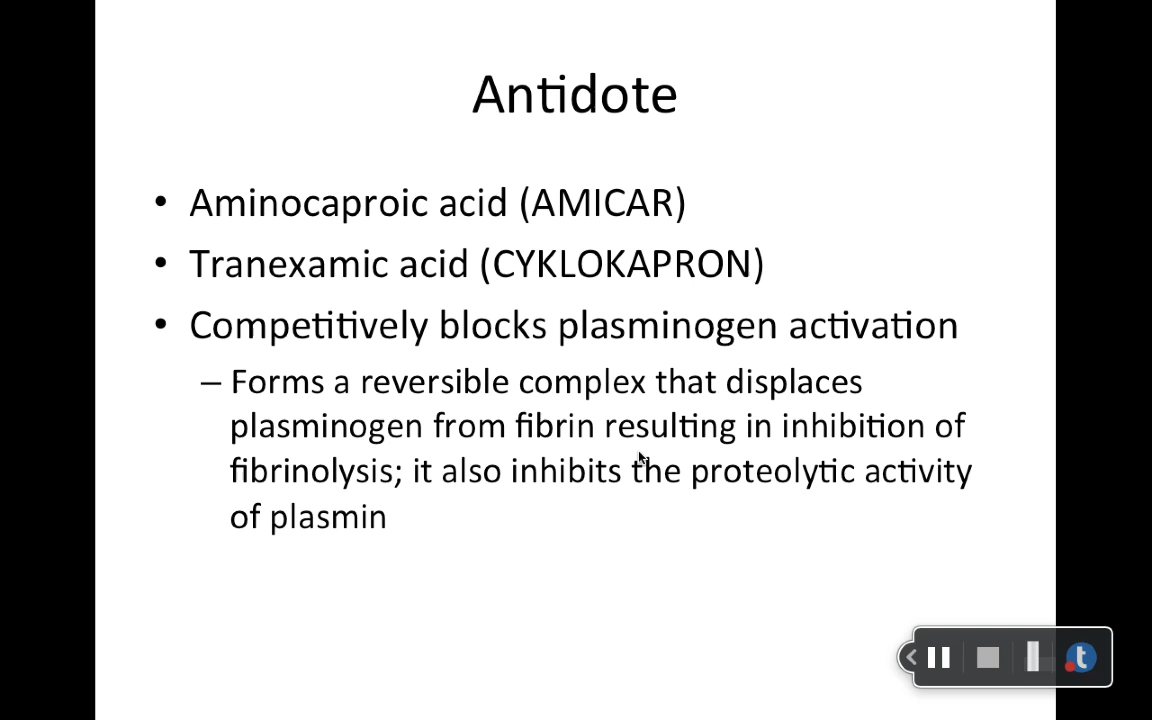 Antidote
• Aminocaproic acid (AMICAR)
• Tranexamic acid (CYKLOKAPRON)
• Competitively blocks plasminogen activation
– Forms a reversible complex that displaces
plasminogen from fibrin resulting in inhibition of
fibrinolysis; it also inhibits the proteolytic activity
of plasmin
t